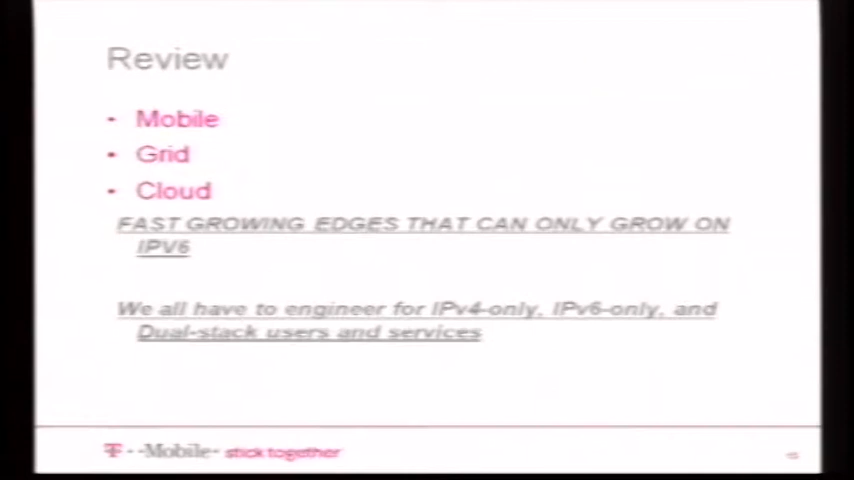 Review
• Mobile
• Grid
• Cloud
FAST GROWING EDGES THAT CAN ONLY GROW ON
IPV6
We all have to engineer for IPv4-only, IPv6-only, and
Dual-stack users and services
T··Mobile· stick together